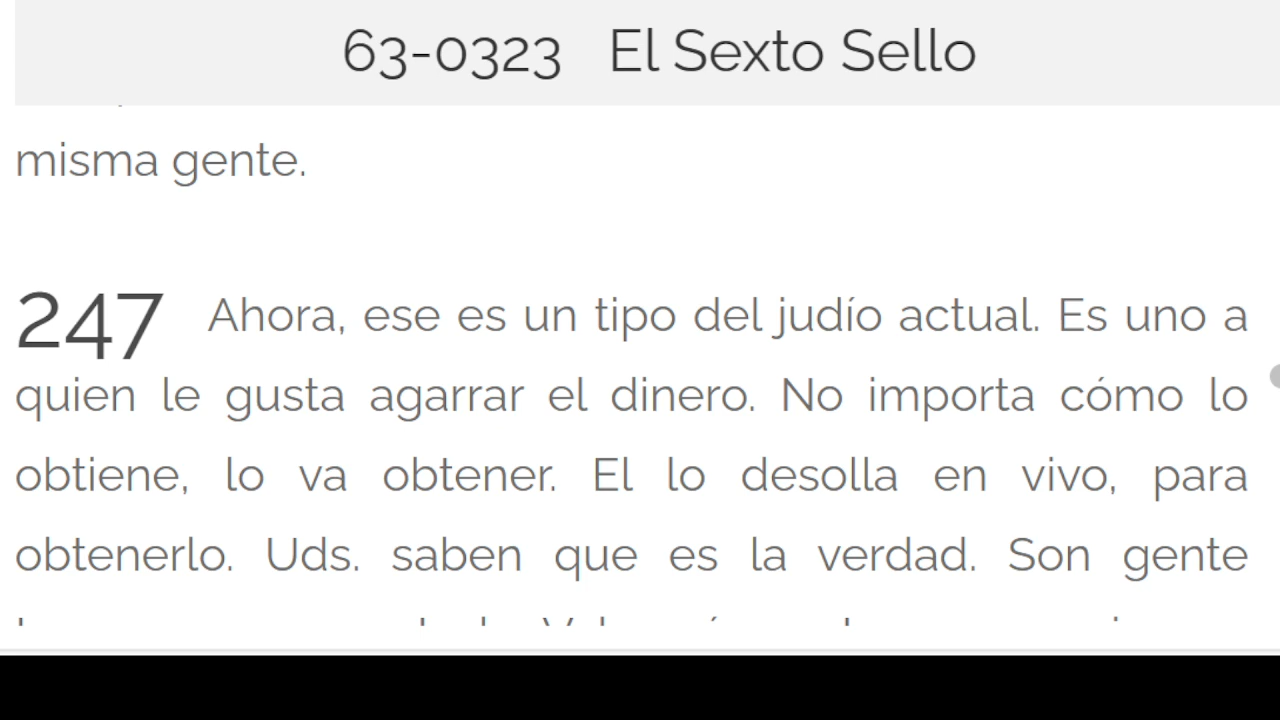 63-0323 El Sexto Sello
misma gente.
247 Ahora, ese es un tipo del judío actual. Es uno a
quien le gusta agarrar el dinero. No importa cómo lo
obtiene, lo va obtener. El lo desolla en vivo, para
obtenerlo. Uds. saben que es la verdad. Son gente